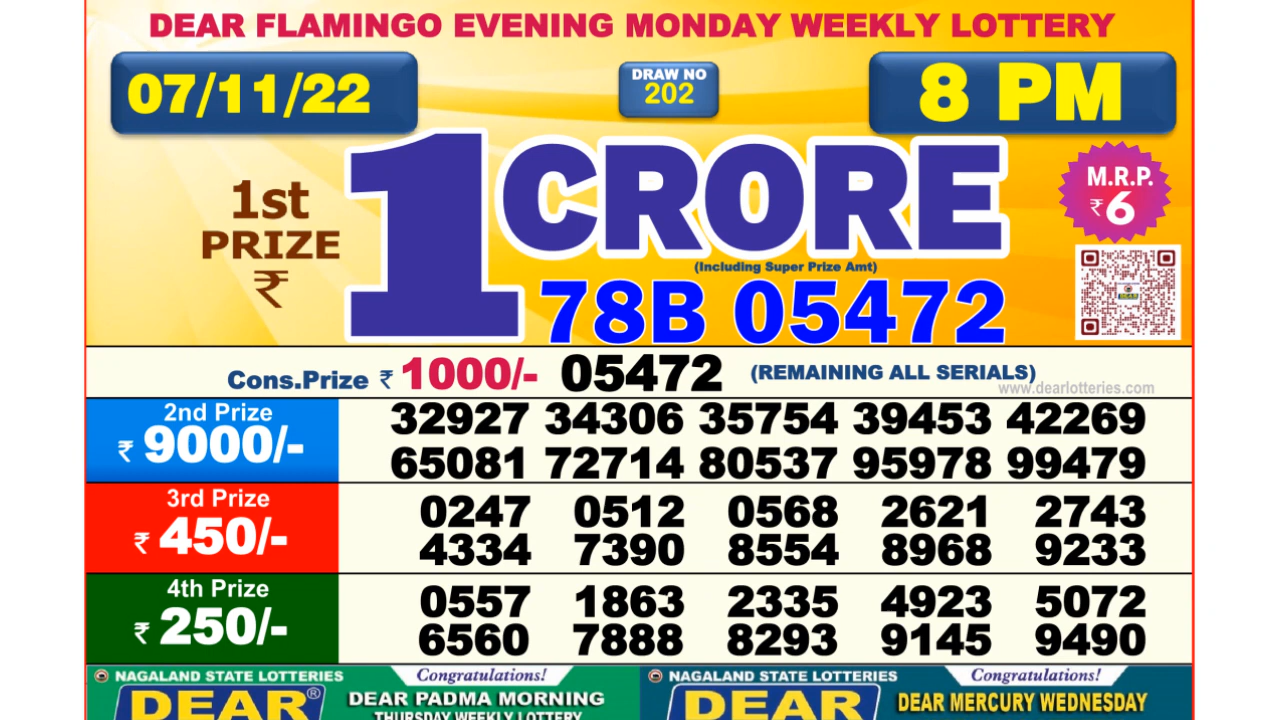 DEAR FLAMINGO EVENING MONDAY WEEKLY LOTTERY
07/11/22
DRAW NO
202
8 PM
1st
PRIZE
₹
1 CRORE
(Including Super Prize Amt)
78B 05472
M.R.P.
₹6
DEAR
Cons.Prize ₹ 1000/- 05472 (REMAINING ALL SERIALS)
www.dearlotteries.com
2nd Prize
₹ 9000/-
32927 34306 35754 39453 42269
65081 72714 80537 95978 99479
3rd Prize
₹ 450/-
0247 0512 0568 2621 2743
4334 7390 8554 8968 9233
4th Prize
₹ 250/-
0557 1863 2335 4923 5072
6560 7888 8293 9145 9490
NAGALAND STATE LOTTERIES
Congratulations!
DEAR®
DEAR PADMA MORNING
THURSDAY WEEKLY LOTTERY
NAGALAND STATE LOTTERIES
Congratulations!
DEAR
DEAR MERCURY WEDNESDAY